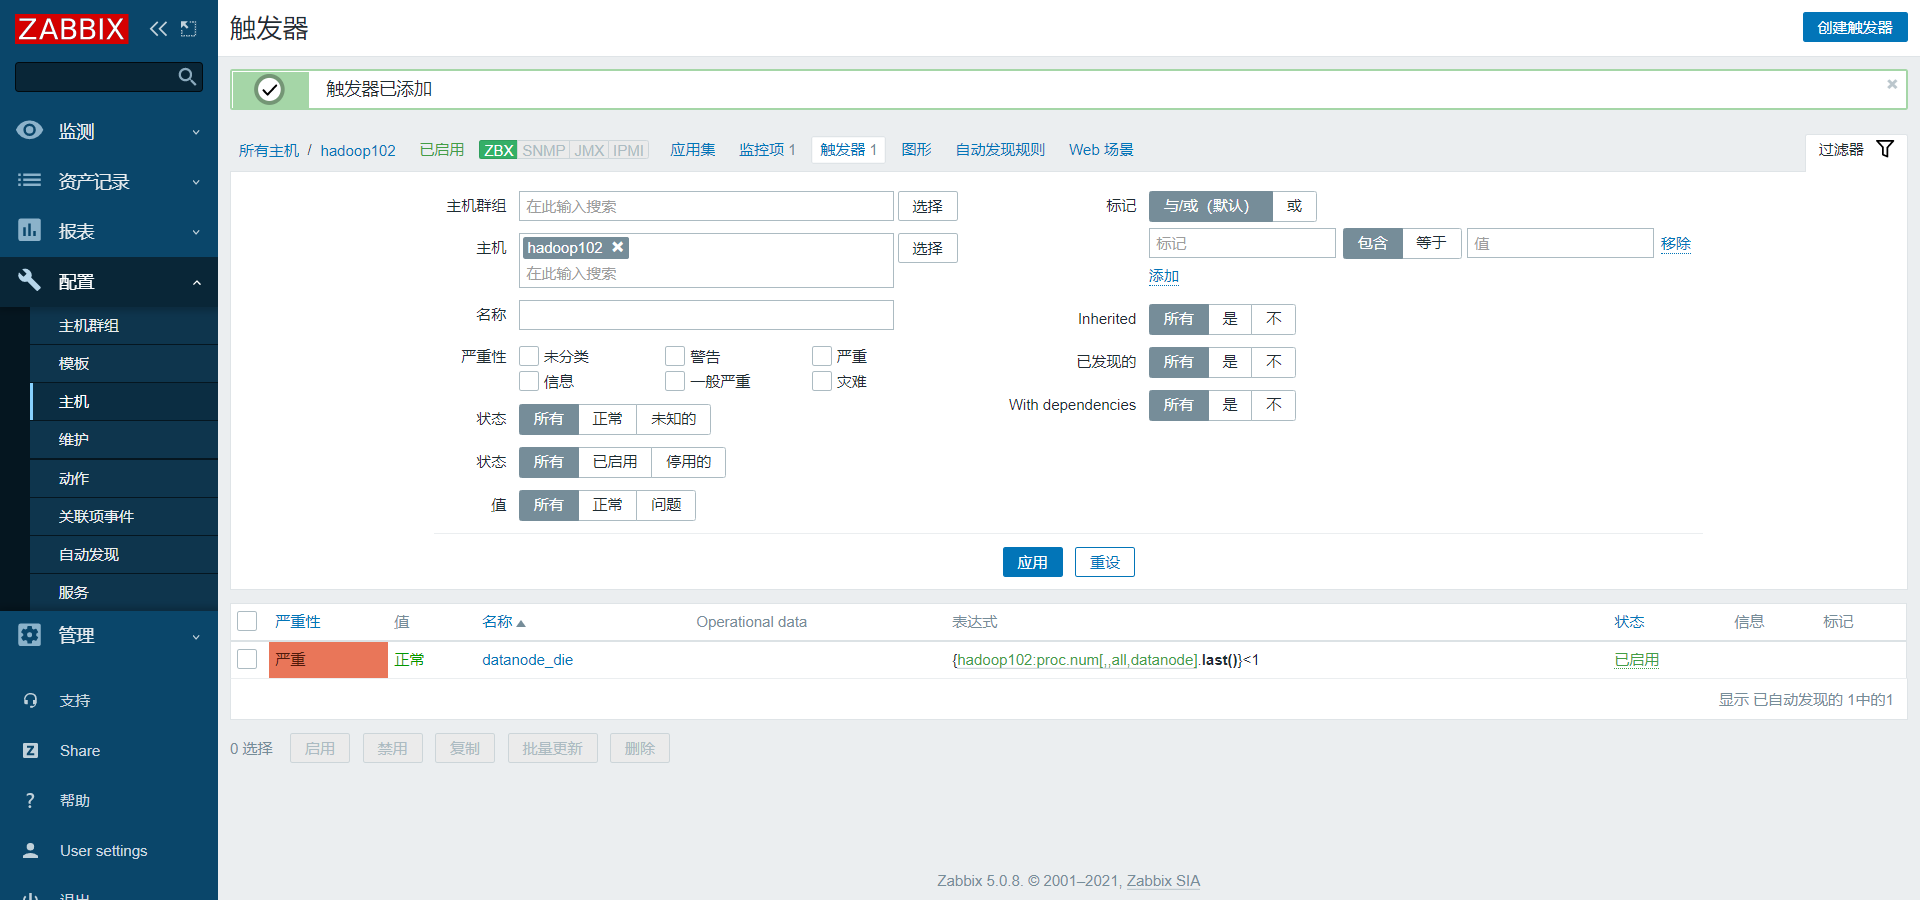 ZABBIX
监测
资产记录
报表
配置
主机群组
模板
主机
维护
动作
关联项事件
自动发现
服务
管理
支持
Share
帮助
User settings
退出
触发器
创建触发器
触发器已添加
所有主机 / hadoop102 已启用 ZBX SNMP JMX IPMI 应用集 监控项 1 触发器 1 图形 自动发现规则 Web 场景
过滤器
主机群组 在此输入搜索 选择
主机 hadoop102 在此输入搜索 选择
名称
严重性 未分类 警告 严重
信息 一般严重 灾难
状态 所有 正常 未知的
状态 所有 已启用 停用的
值 所有 正常 问题
标记 与/或（默认） 或
标记 包含 等于 值 移除
添加
Inherited 所有 是 不
已发现的 所有 是 不
With dependencies 所有 是 不
应用 重设
严重性 值 名称 Operational data 表达式 状态 信息 标记
严重 正常 datanode_die {hadoop102:proc.num[,,all,datanode].last()}<1 已启用
显示 已自动发现的 1中的1
0 选择 启用 禁用 复制 批量更新 删除
Zabbix 5.0.8. © 2001–2021, Zabbix SIA